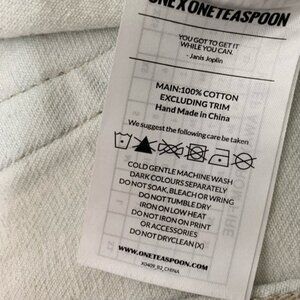 ONE X ONETEASPOON
YOU GOT TO GET IT
WHILE YOU CAN.
- Janis Joplin
MAIN:100% COTTON
EXCLUDING TRIM
Hand Made in China
We suggest the following care be taken
COLD GENTLE MACHINE WASH
DARK COLOURS SEPARATELY
DO NOT SOAK, BLEACH OR WRING
DO NOT TUMBLE DRY
IRON ON LOW HEAT
DO NOT IRON ON PRINT
OR ACCESSORIES
DO NOT DRYCLEAN (X)
WWW.ONETEASPOON.COM